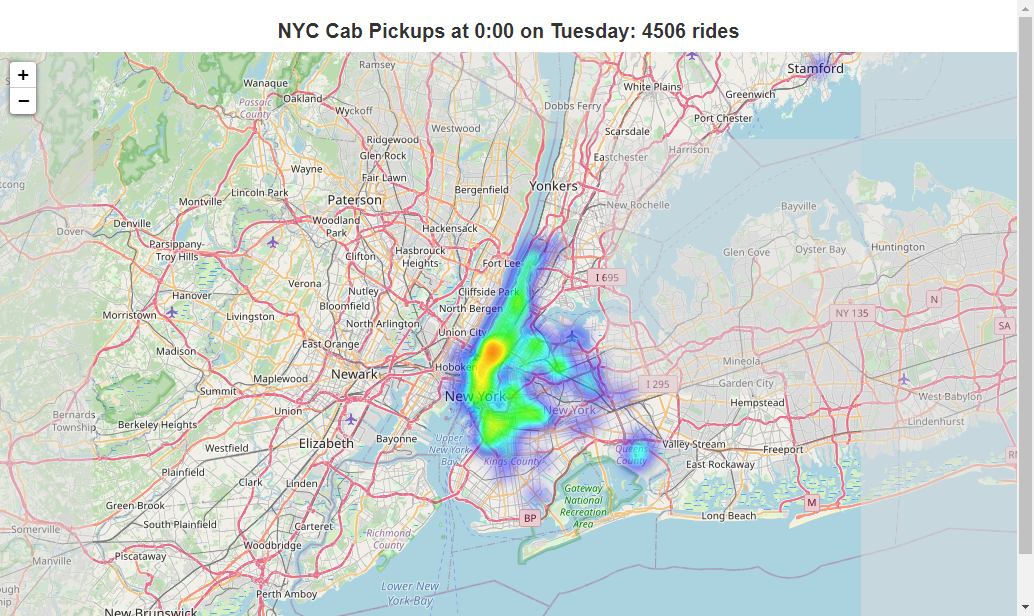 NYC Cab Pickups at 0:00 on Tuesday: 4506 rides
+
−
Ramsey
Stamford
Wanaque
White Plains
Greenwich
Oakland
Passaic
County
Wyckoff
Dobbs Ferry
Port Chester
Westwood
Scarsdale
Ridgewood
Glen Rock
Eastchester
Harrison
Wayne
Fair Lawn
Yonkers
Lincoln Park
Bergenfield
Montville
Paterson
New Rochelle
Bayville
Denville
Woodland
Park
Hackensack
Dover
Parsippany-
Troy Hills
Clifton
Hasbrouck
Heights
Fort Lee
Glen Cove
Oyster Bay
Huntington
I 695
Verona
Nutley
Cliffside Park
Hanover
Bloomfield
North Bergen
N
Morristown
Livingston
North Arlington
NY 135
SA
Union City
East Orange
Madison
Hoboken
Mineola
Newark
Maplewood
I 295
Garden City
Summit
New York
Hempstead
West Babylon
Bernards
Township
Union
New York
Berkeley Heights
Lindenhurst
Elizabeth
Bayonne
Upper
New York
Bay
Valley Stream
Westfield
Queens
County
Freeport
Kings County
East Rockaway
Plainfield
Clark
Linden
Gateway
National
Recreation
Area
M
Green Brook
Long Beach
BP
South Plainfield
Carteret
Somerville
Richmond
County
Woodbridge
Piscataway
Manville
Perth Amboy
Lower New
York Bay
New Brunswick